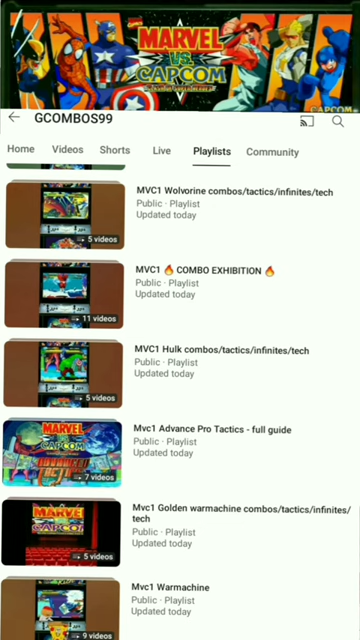 MARVEL
VS.
CAPCOM
CAPCOM
GCOMBOS99
Home Videos Shorts Live Playlists Community
MVC1 Wolvorine combos/tactics/infinites/tech
Public · Playlist
Updated today
5 videos
MVC1 🔥 COMBO EXHIBITION 🔥
Public · Playlist
Updated today
11 videos
MVC1 Hulk combos/tactics/infinites/tech
Public · Playlist
Updated today
5 videos
MARVEL
CAPCOM
Mvc1 Advance Pro Tactics - full guide
Public · Playlist
Updated today
7 videos
MARVEL
CAPCOM
Mvc1 Golden warmachine combos/tactics/infinites/
tech
Public · Playlist
Updated today
5 videos
Mvc1 Warmachine
Public · Playlist
Updated today
9 videos